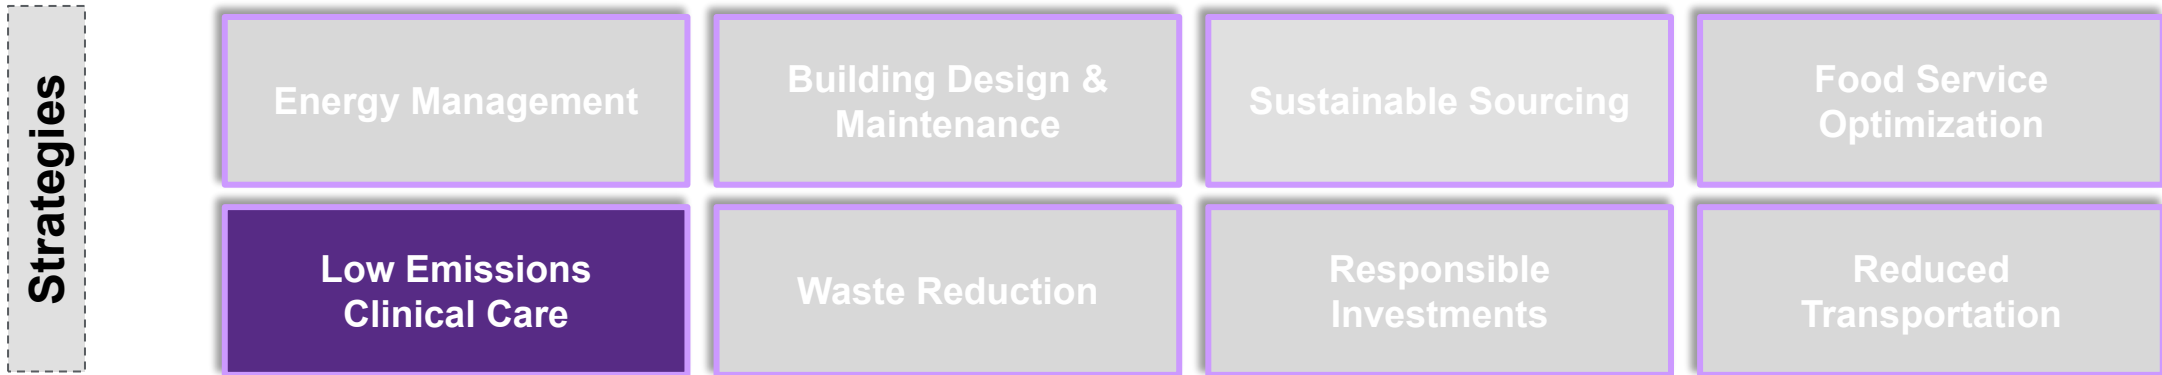 Strategies
Energy Management
Building Design &
Maintenance
Sustainable Sourcing
Food Service
Optimization
Low Emissions
Clinical Care
Waste Reduction
Responsible
Investments
Reduced
Transportation